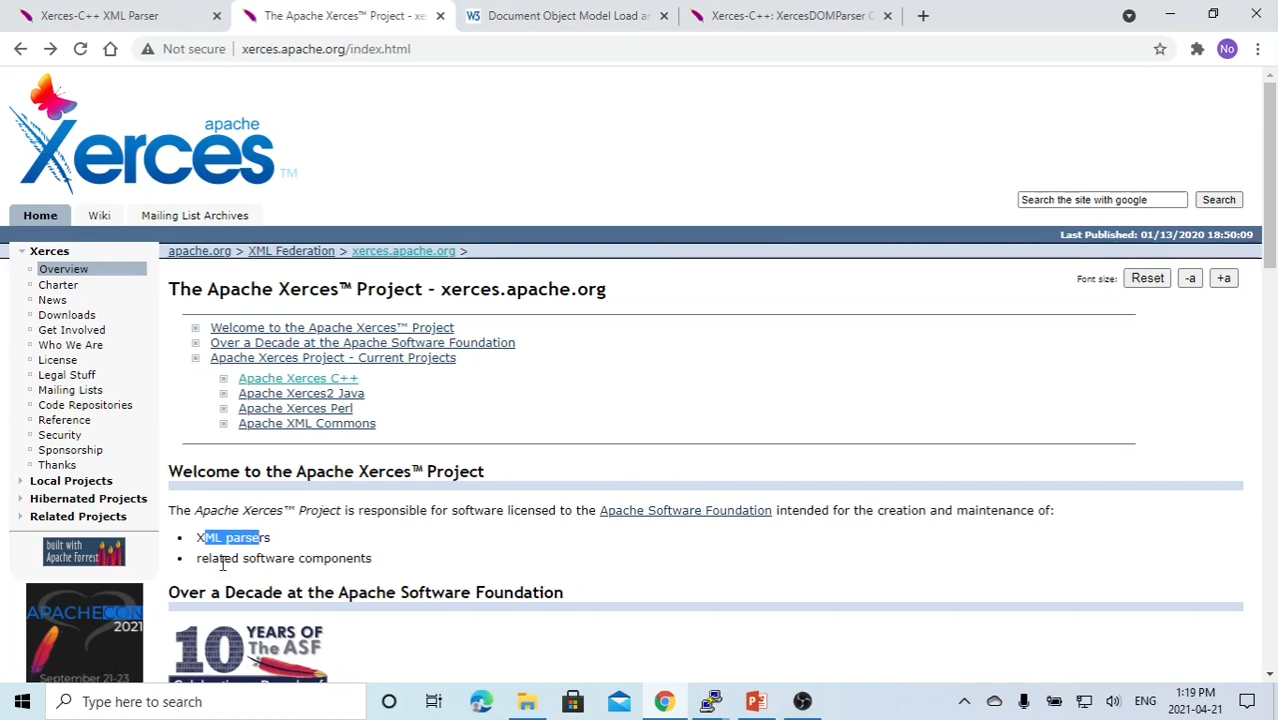 Xerces-C++ XML Parser
The Apache Xerces™ Project - xe
Document Object Model Load an
Xerces-C++: XercesDOMParser C
Not secure
xerces.apache.org/index.html
No
apache
Xerces
TM
Search the site with google
Search
Home
Wiki
Mailing List Archives
Last Published: 01/13/2020 18:50:09
Xerces
Overview
Charter
News
Downloads
Get Involved
Who We Are
License
Legal Stuff
Mailing Lists
Code Repositories
Reference
Security
Sponsorship
Thanks
Local Projects
Hibernated Projects
Related Projects
built with
Apache Forrest
APACHECON
2021
September 21-23
apache.org > XML Federation > xerces.apache.org >
Font size: Reset -a +a
The Apache Xerces™ Project - xerces.apache.org
Welcome to the Apache Xerces™ Project
Over a Decade at the Apache Software Foundation
Apache Xerces Project - Current Projects
Apache Xerces C++
Apache Xerces2 Java
Apache Xerces Perl
Apache XML Commons
Welcome to the Apache Xerces™ Project
The Apache Xerces™ Project is responsible for software licensed to the Apache Software Foundation intended for the creation and maintenance of:
XML parsers
related software components
Over a Decade at the Apache Software Foundation
10 YEARS OF
The ASF
Type here to search
ENG
1:19 PM
2021-04-21